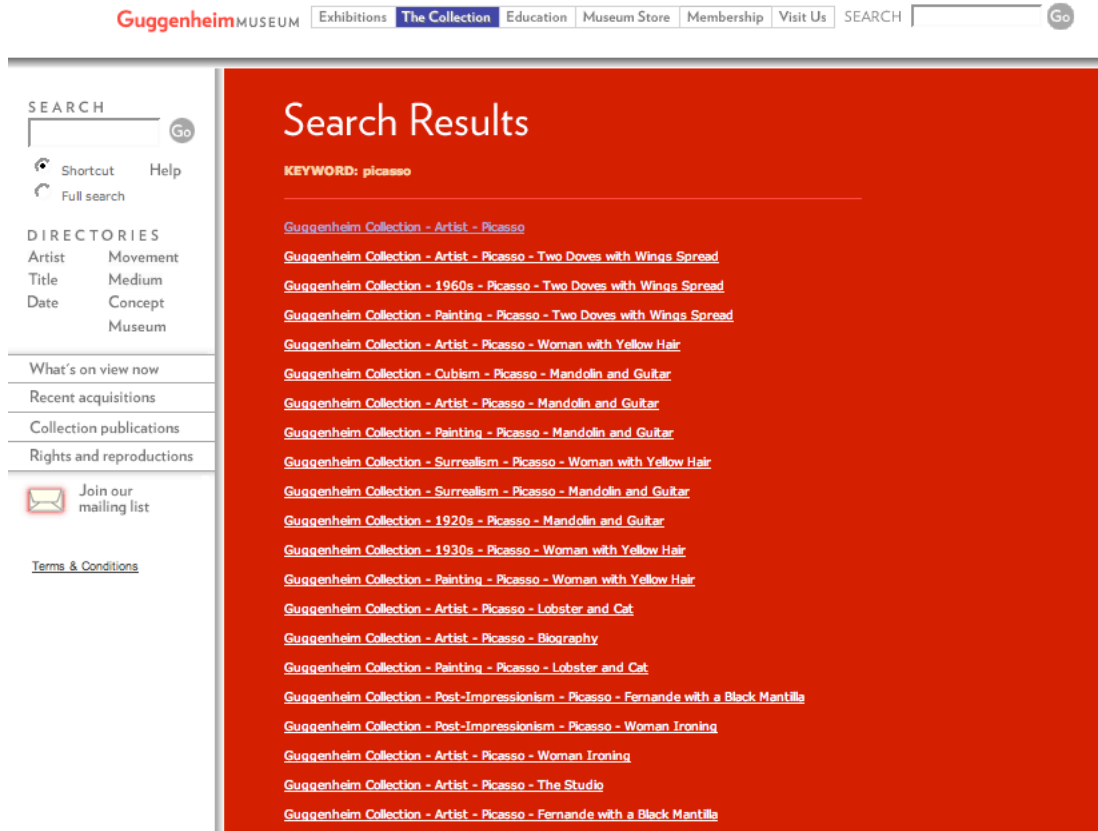 GuggenheimMUSEUM Exhibitions The Collection Education Museum Store Membership Visit Us SEARCH Go
SEARCH
Go
Shortcut Help
Full search
DIRECTORIES
Artist Movement
Title Medium
Date Concept
Museum
What's on view now
Recent acquisitions
Collection publications
Rights and reproductions
Join our
mailing list
Terms & Conditions
Search Results
KEYWORD: picasso
Guggenheim Collection - Artist - Picasso
Guggenheim Collection - Artist - Picasso - Two Doves with Wings Spread
Guggenheim Collection - 1960s - Picasso - Two Doves with Wings Spread
Guggenheim Collection - Painting - Picasso - Two Doves with Wings Spread
Guggenheim Collection - Artist - Picasso - Woman with Yellow Hair
Guggenheim Collection - Cubism - Picasso - Mandolin and Guitar
Guggenheim Collection - Artist - Picasso - Mandolin and Guitar
Guggenheim Collection - Painting - Picasso - Mandolin and Guitar
Guggenheim Collection - Surrealism - Picasso - Woman with Yellow Hair
Guggenheim Collection - Surrealism - Picasso - Mandolin and Guitar
Guggenheim Collection - 1920s - Picasso - Mandolin and Guitar
Guggenheim Collection - 1930s - Picasso - Woman with Yellow Hair
Guggenheim Collection - Painting - Picasso - Woman with Yellow Hair
Guggenheim Collection - Artist - Picasso - Lobster and Cat
Guggenheim Collection - Artist - Picasso - Biography
Guggenheim Collection - Painting - Picasso - Lobster and Cat
Guggenheim Collection - Post-Impressionism - Picasso - Fernande with a Black Mantilla
Guggenheim Collection - Post-Impressionism - Picasso - Woman Ironing
Guggenheim Collection - Artist - Picasso - Woman Ironing
Guggenheim Collection - Artist - Picasso - The Studio
Guggenheim Collection - Artist - Picasso - Fernande with a Black Mantilla